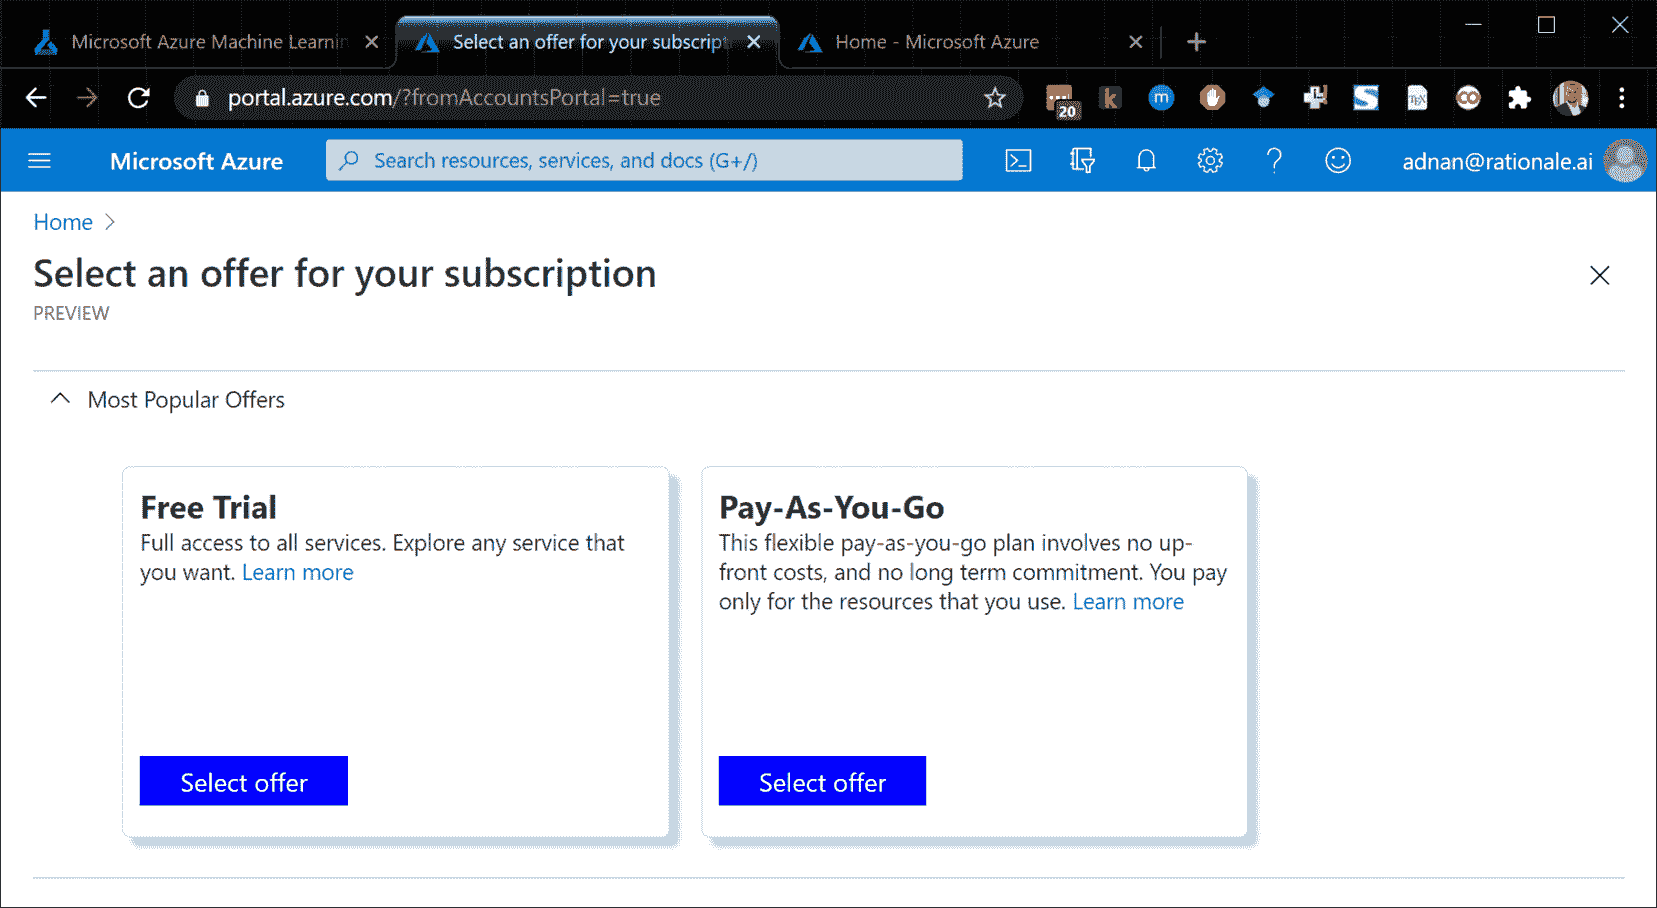 Microsoft Azure Machine Learnin
Select an offer for your subscript
Home - Microsoft Azure
portal.azure.com/?fromAccountsPortal=true
20
k
m
S
TEX
CO
Microsoft Azure
Search resources, services, and docs (G+/)
adnan@rationale.ai
Home
Select an offer for your subscription
PREVIEW
Most Popular Offers
Free Trial
Full access to all services. Explore any service that
you want. Learn more
Select offer
Pay-As-You-Go
This flexible pay-as-you-go plan involves no up-
front costs, and no long term commitment. You pay
only for the resources that you use. Learn more
Select offer